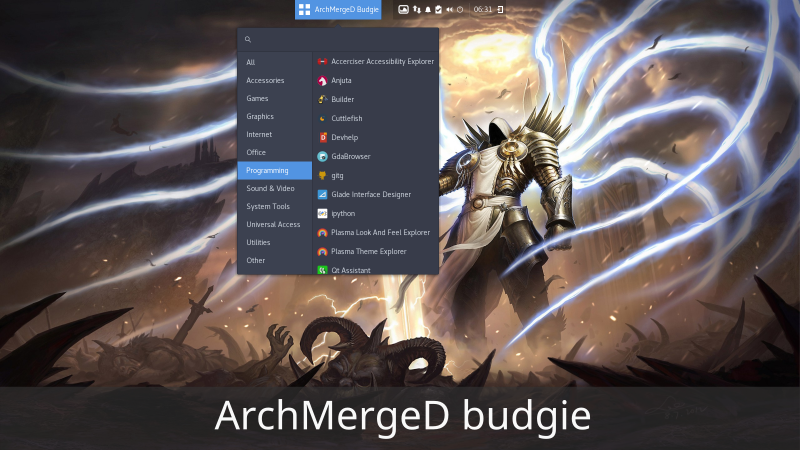 ArchMergeD Budgie
06:31
All
Accessories
Games
Graphics
Internet
Office
Programming
Sound & Video
System Tools
Universal Access
Utilities
Other
Accerciser Accessibility Explorer
Anjuta
Builder
Cuttlefish
Devhelp
GdaBrowser
gitg
Glade Interface Designer
ipython
Plasma Look And Feel Explorer
Plasma Theme Explorer
Qt Assistant
ArchMergeD budgie